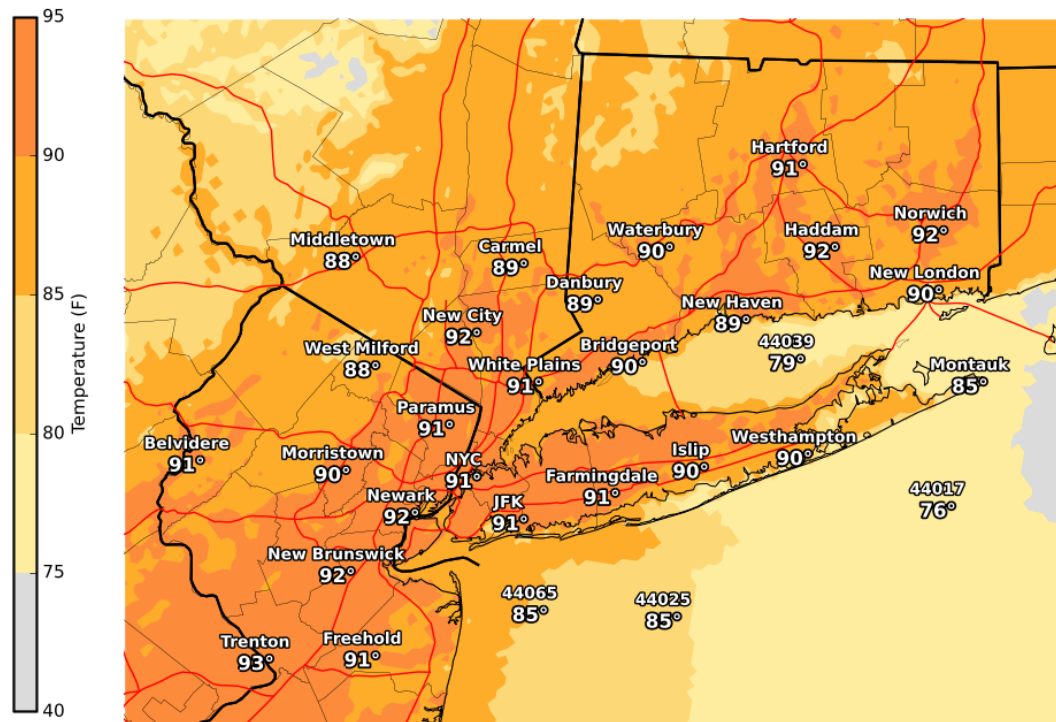 95
90
85
80
75
40
Temperature (F)
Hartford
91°
Norwich
92°
Waterbury
90°
Haddam
92°
Middletown
88°
Carmel
89°
New London
90°
Danbury
89°
New Haven
89°
New City
92°
44039
79°
Bridgeport
90°
West Milford
88°
White Plains
91°
Montauk
85°
Paramus
91°
Belvidere
91°
Morristown
90°
NYC
91°
Islip
90°
Westhampton
90°
Farmingdale
91°
44017
76°
Newark
92°
JFK
91°
New Brunswick
92°
44065
85°
44025
85°
Trenton
93°
Freehold
91°